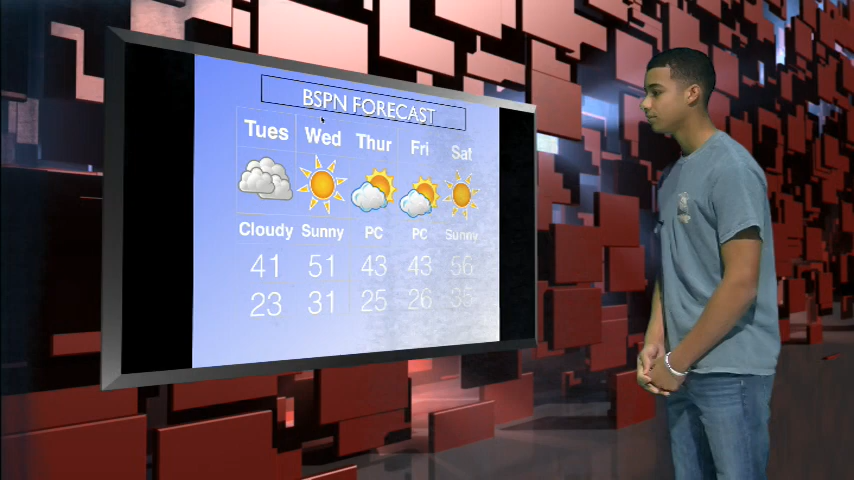 BSPN FORECAST
Tues Wed Thur Fri Sat
Cloudy Sunny PC PC Sunny
41 51 43 43 56
23 31 25 26 35